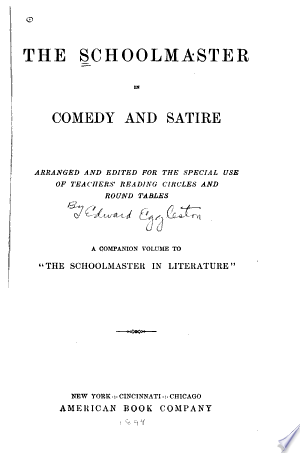 THE SCHOOLMASTER
IN
COMEDY AND SATIRE
ARRANGED AND EDITED FOR THE SPECIAL USE
OF TEACHERS' READING CIRCLES AND
ROUND TABLES
By Edward Eggleston
A COMPANION VOLUME TO
"THE SCHOOLMASTER IN LITERATURE"
NEW YORK CINCINNATI CHICAGO
AMERICAN BOOK COMPANY
1894